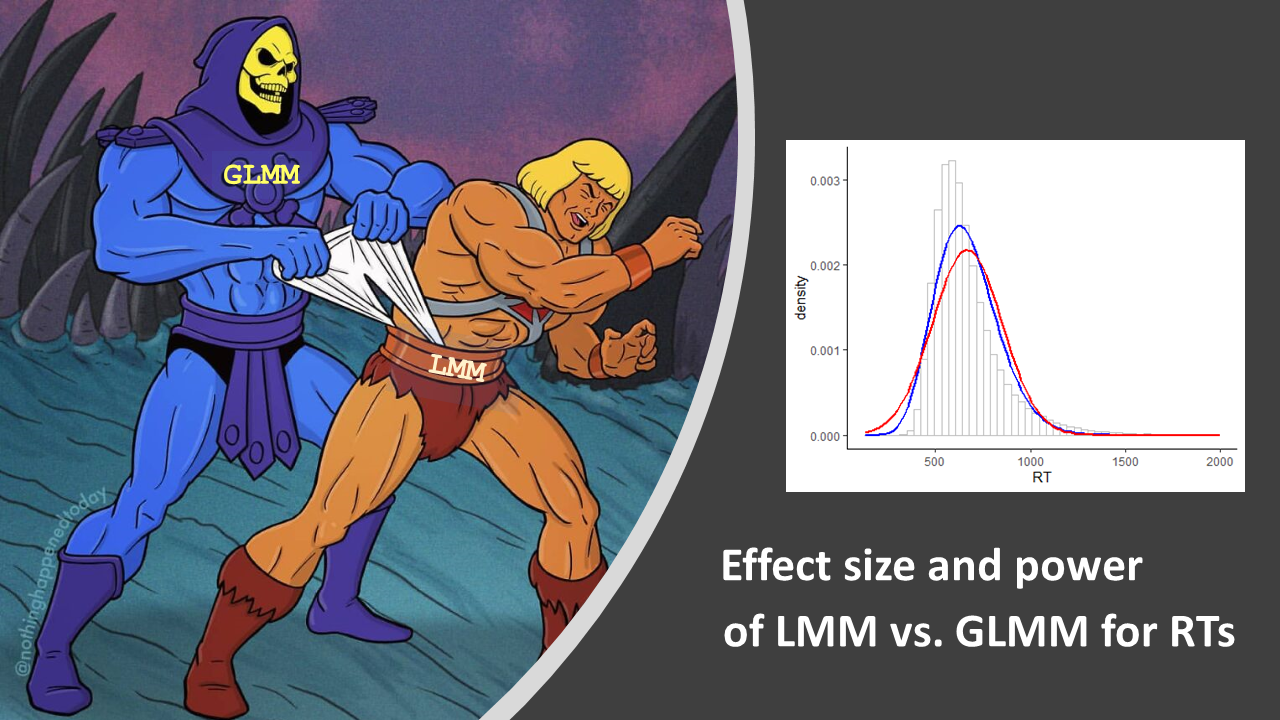 GLMM
LMM
@nothinghappenedtoday
0.003
0.002
0.001
0.000
density
500
1000
1500
2000
RT
Effect size and power
of LMM vs. GLMM for RTs